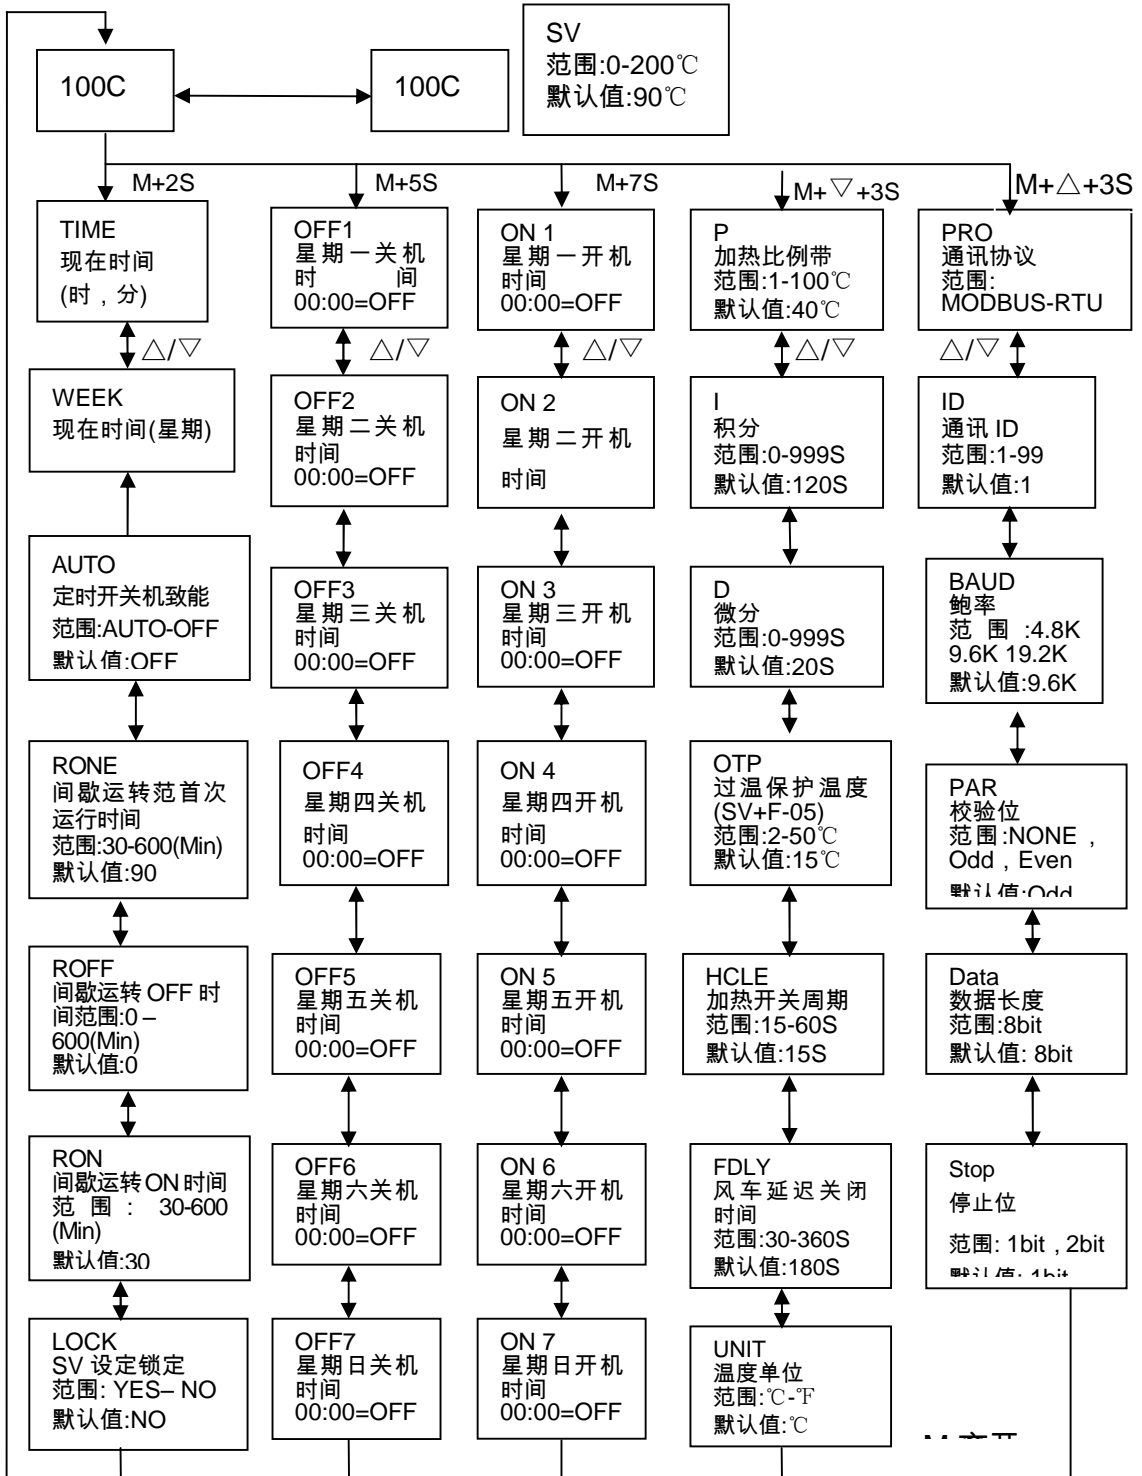 100C
100C
SV
范围:0-200℃
默认值:90℃
M+2S
M+5S
M+7S
M+▽+3S
M+△+3S
TIME
现在时间
(时，分)
△/▽
WEEK
现在时间(星期)
AUTO
定时开关机致能
范围:AUTO-OFF
默认值:OFF
RONE
间歇运转范首次
运行时间
范围:30-600(Min)
默认值:90
ROFF
间歇运转 OFF 时
间范围:0 –
600(Min)
默认值:0
RON
间歇运转 ON 时间
范 围 : 30-600
(Min)
默认值:30
LOCK
SV 设定锁定
范围: YES– NO
默认值:NO
OFF1
星期一关机
时 间
00:00=OFF
△/▽
OFF2
星期二关机
时间
00:00=OFF
OFF3
星期三关机
时间
00:00=OFF
OFF4
星期四关机
时间
00:00=OFF
OFF5
星期五关机
时间
00:00=OFF
OFF6
星期六关机
时间
00:00=OFF
OFF7
星期日关机
时间
00:00=OFF
ON 1
星期一开机
时间
00:00=OFF
△/▽
ON 2
星期二开机
时间
ON 3
星期三开机
时间
00:00=OFF
ON 4
星期四开机
时间
00:00=OFF
ON 5
星期五开机
时间
00:00=OFF
ON 6
星期六开机
时间
00:00=OFF
ON 7
星期日开机
时间
00:00=OFF
P
加热比例带
范围:1-100℃
默认值:40℃
△/▽
I
积分
范围:0-999S
默认值:120S
D
微分
范围:0-999S
默认值:20S
OTP
过温保护温度
(SV+F-05)
范围:2-50℃
默认值:15℃
HCLE
加热开关周期
范围:15-60S
默认值:15S
FDLY
风车延迟关闭
时间
范围:30-360S
默认值:180S
UNIT
温度单位
范围:℃-℉
默认值:℃
PRO
通讯协议
范围:
MODBUS-RTU
△/▽
ID
通讯 ID
范围:1-99
默认值:1
BAUD
鲍率
范 围 :4.8K
9.6K 19.2K
默认值:9.6K
PAR
校验位
范围:NONE，
Odd，Even
默认值:Odd
Data
数据长度
范围:8bit
默认值: 8bit
Stop
停止位
范围: 1bit，2bit
默认值: 1bit